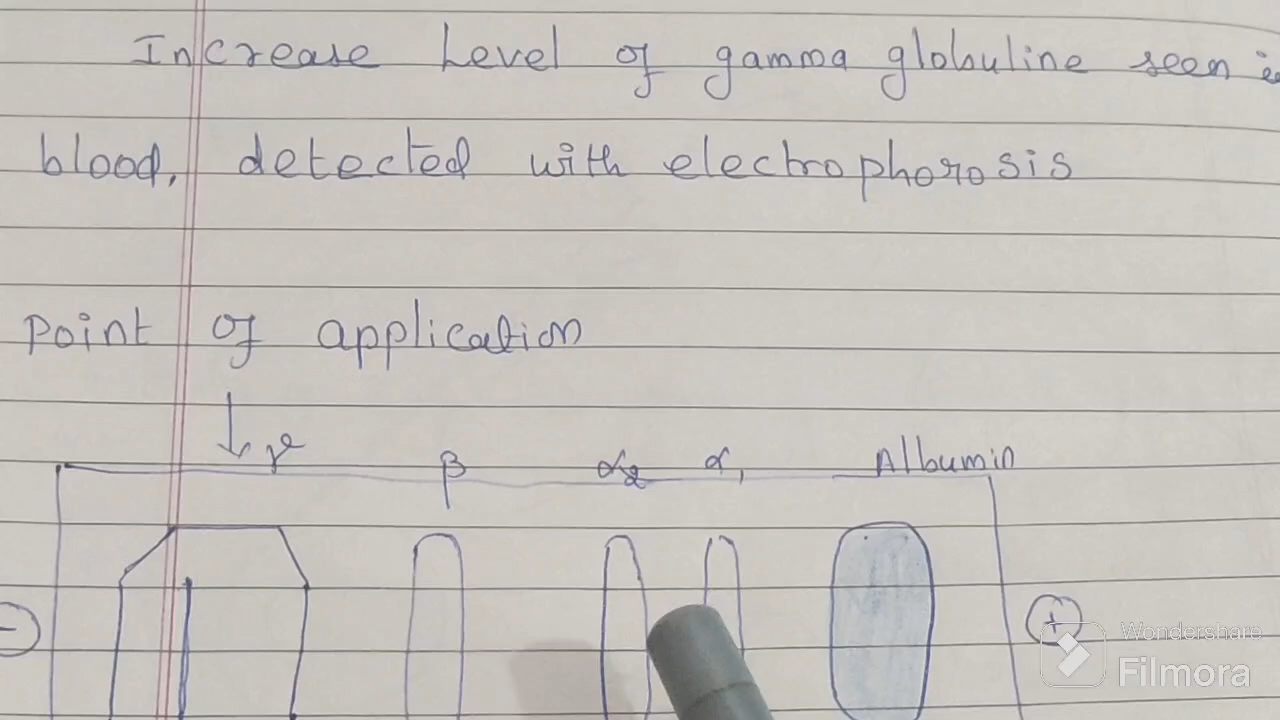 Increase Level of gamma globuline seen
blood, detected with electrophorosis
Point of application
γ β α2 α1 Albumin
- +
Wondershare
Filmora